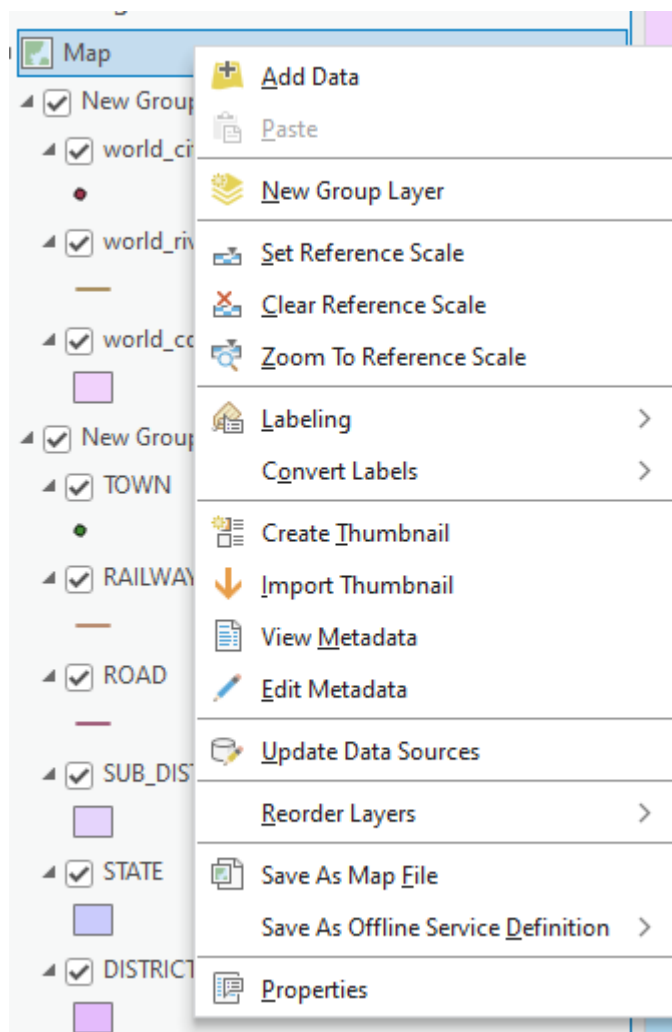 Map
Add Data
New Group
Paste
world_ci
New Group Layer
world_riv
Set Reference Scale
Clear Reference Scale
world_co
Zoom To Reference Scale
Labeling
New Group
Convert Labels
TOWN
Create Thumbnail
RAILWAY
Import Thumbnail
View Metadata
ROAD
Edit Metadata
Update Data Sources
SUB_DIST
Reorder Layers
STATE
Save As Map File
Save As Offline Service Definition
DISTRICT
Properties